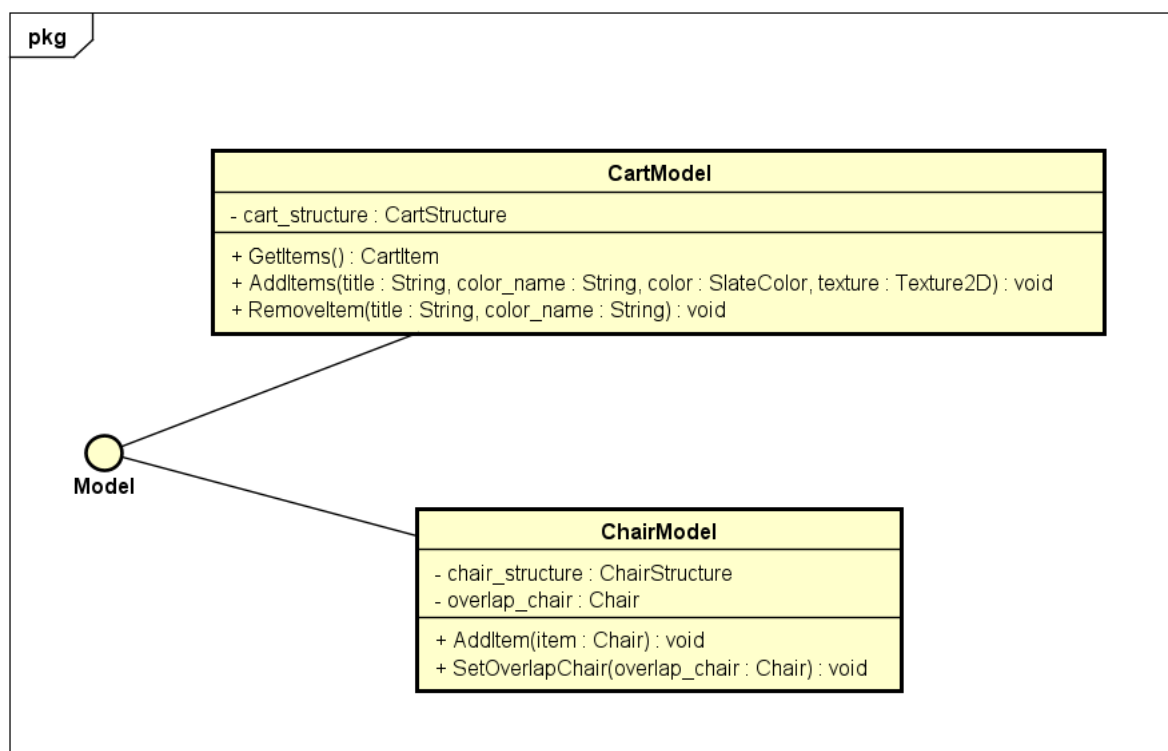 pkg
CartModel
- cart_structure : CartStructure
+ GetItems() : CartItem
+ AddItems(title : String, color_name : String, color : SlateColor, texture : Texture2D) : void
+ RemoveItem(title : String, color_name : String) : void
Model
ChairModel
- chair_structure : ChairStructure
- overlap_chair : Chair
+ AddItem(item : Chair) : void
+ SetOverlapChair(overlap_chair : Chair) : void